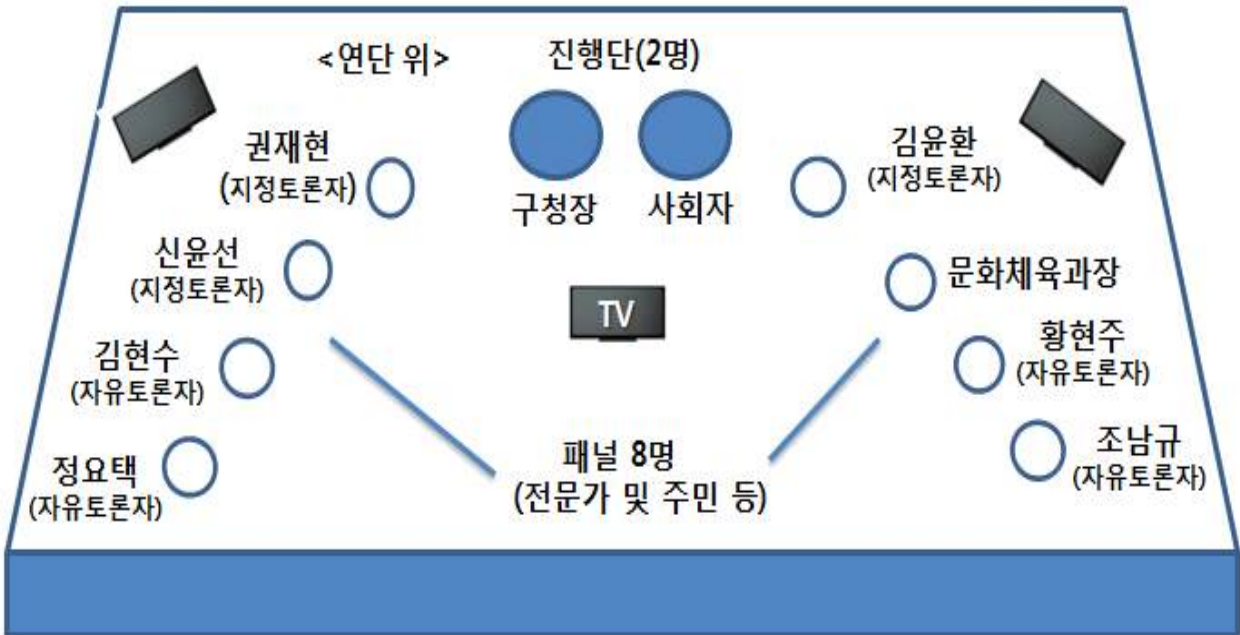 <연단 위>
진행단(2명)
권재현
(지정토론자)
구청장
사회자
김윤환
(지정토론자)
신윤선
(지정토론자)
문화체육과장
TV
김현수
(자유토론자)
황현주
(자유토론자)
정요택
(자유토론자)
패널 8명
(전문가 및 주민 등)
조남규
(자유토론자)